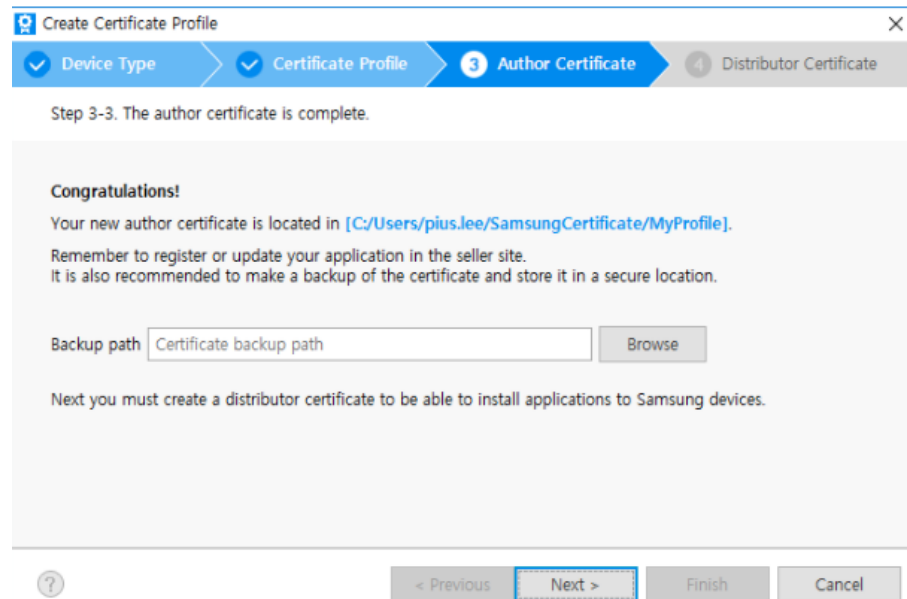 Create Certificate Profile
Device Type
Certificate Profile
3 Author Certificate
4 Distributor Certificate
Step 3-3. The author certificate is complete.
Congratulations!
Your new author certificate is located in [C:/Users/pius.lee/SamsungCertificate/MyProfile].
Remember to register or update your application in the seller site.
It is also recommended to make a backup of the certificate and store it in a secure location.
Backup path Certificate backup path Browse
Next you must create a distributor certificate to be able to install applications to Samsung devices.
? < Previous Next > Finish Cancel